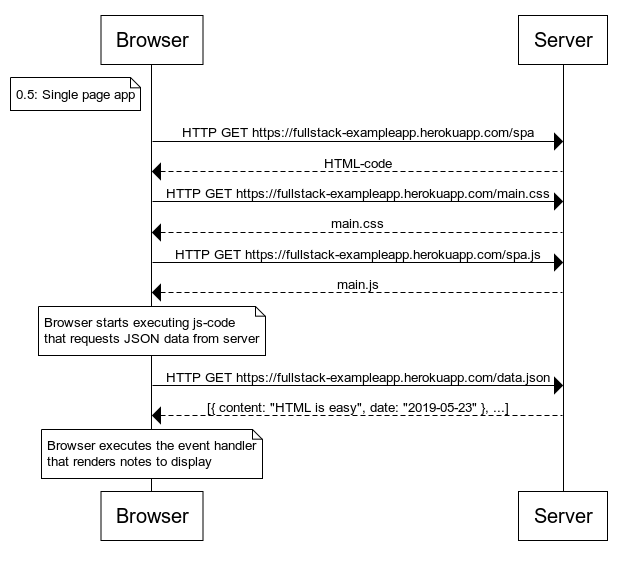 Browser
Server
0.5: Single page app
HTTP GET https://fullstack-exampleapp.herokuapp.com/spa
HTML-code
HTTP GET https://fullstack-exampleapp.herokuapp.com/main.css
main.css
HTTP GET https://fullstack-exampleapp.herokuapp.com/spa.js
main.js
Browser starts executing js-code
that requests JSON data from server
HTTP GET https://fullstack-exampleapp.herokuapp.com/data.json
[{ content: "HTML is easy", date: "2019-05-23" }, ...]
Browser executes the event handler
that renders notes to display
Browser
Server